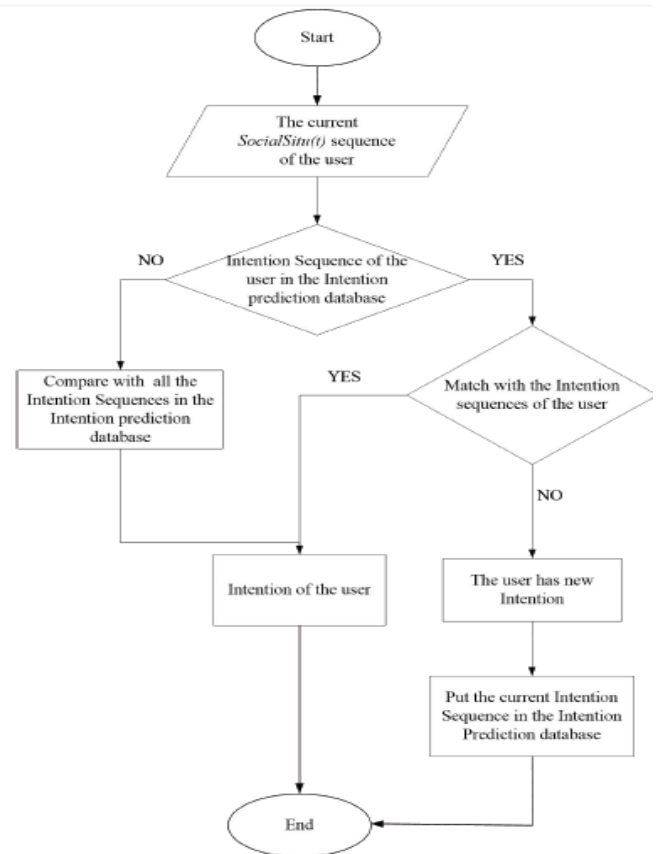 Start
The current
SocialSitu(t) sequence
of the user
NO
Intention Sequence of the
user in the Intention
prediction database
YES
Compare with all the
Intention Sequences in the
Intention prediction
database
YES
Match with the Intention
sequences of the user
NO
Intention of the user
The user has new
Intention
Put the current Intention
Sequence in the Intention
Prediction database
End